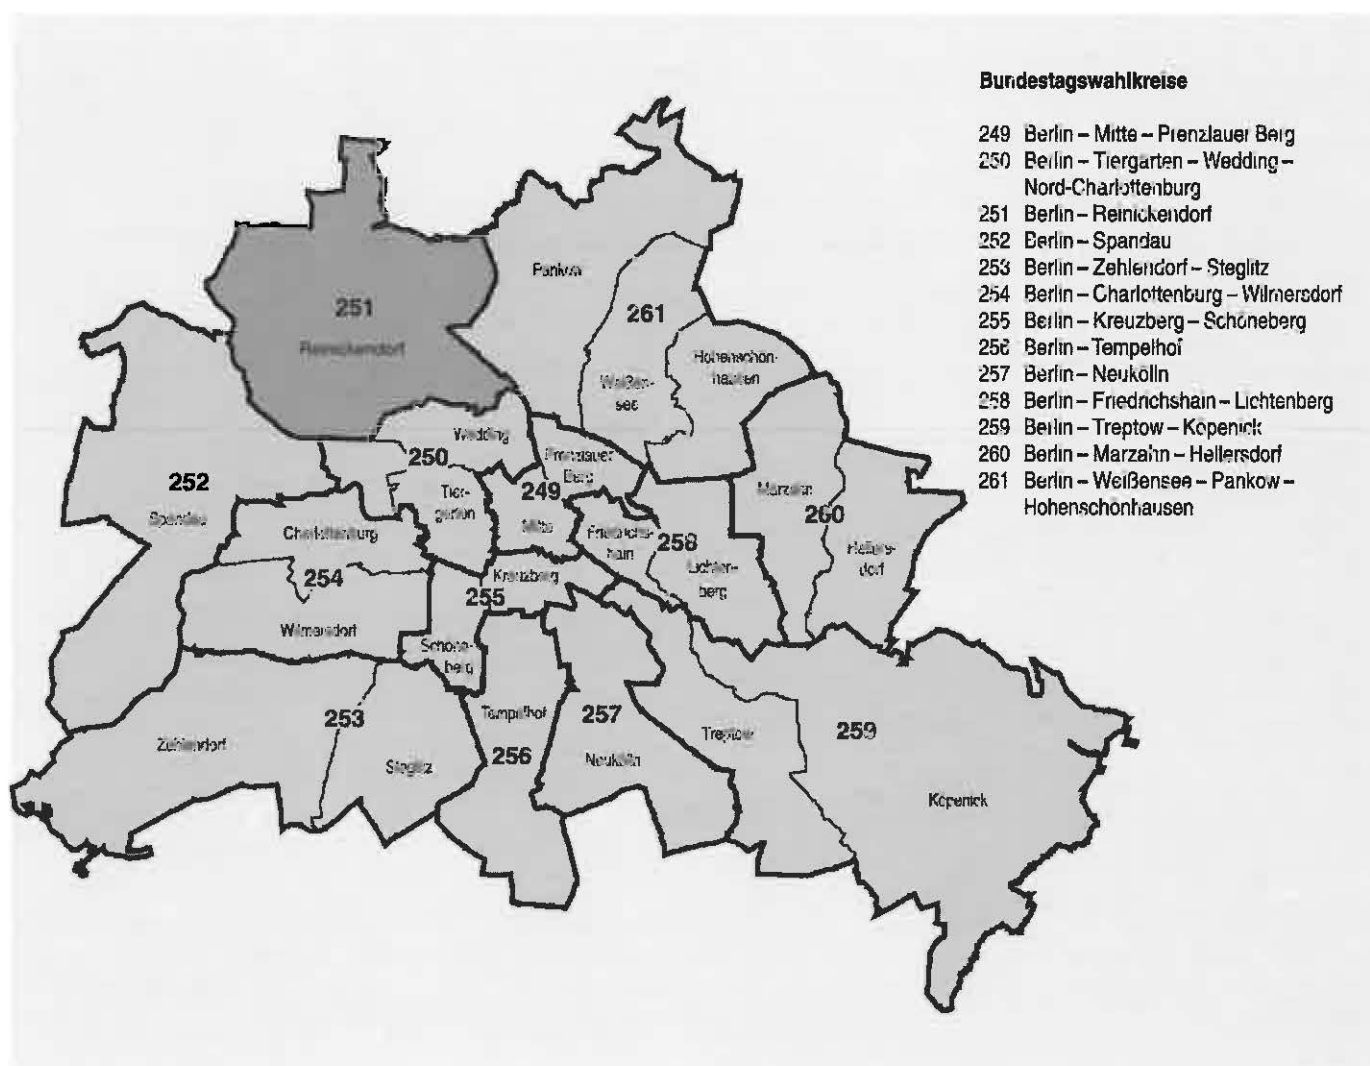 Bundestagswahlkreise
249 Berlin – Mitte – Prenzlauer Berg
250 Berlin – Tiergarten – Wedding –
Nord-Charlottenburg
251 Berlin – Reinickendorf
252 Berlin – Spandau
253 Berlin – Zehlendorf – Steglitz
254 Berlin – Charlottenburg – Wilmersdorf
255 Berlin – Kreuzberg – Schöneberg
256 Berlin – Tempelhof
257 Berlin – Neukölln
258 Berlin – Friedrichshain – Lichtenberg
259 Berlin – Treptow – Köpenick
260 Berlin – Marzahn – Hellersdorf
261 Berlin – Weißensee – Pankow –
Hohenschönhausen
Pankow
251
Reinickendorf
261
Hohenschön-
hausen
Weißen-
see
Wedding
250
Prenzlauer
Berg
252
Spandau
Tier-
garten
249
Mitte
Marzahn
260
Charlottenburg
Friedrichs-
hain
258
Lichten-
berg
Hellers-
dorf
254
Kreuzberg
255
Wilmersdorf
Schöne-
berg
253
Zehlendorf
Steglitz
Tempelhof
256
257
Neukölln
Treptow
259
Köpenick